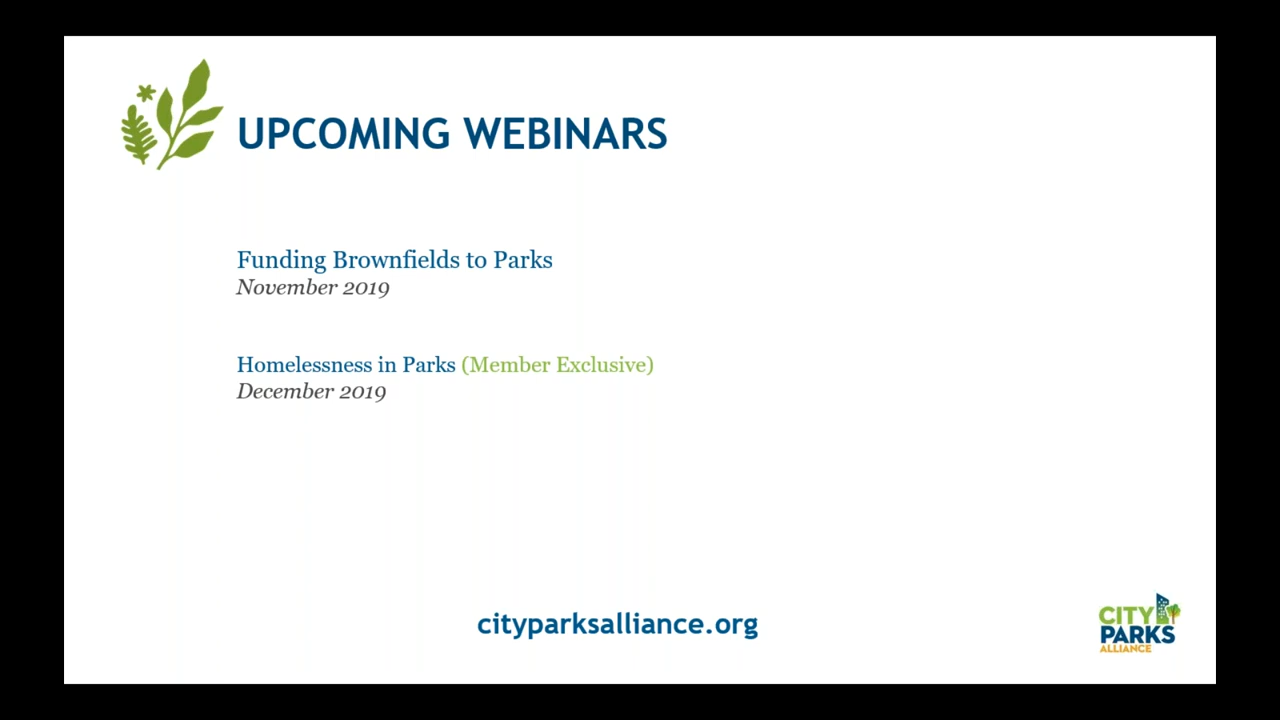 UPCOMING WEBINARS
Funding Brownfields to Parks
November 2019
Homelessness in Parks (Member Exclusive)
December 2019
cityparksalliance.org
CITY
PARKS
ALLIANCE